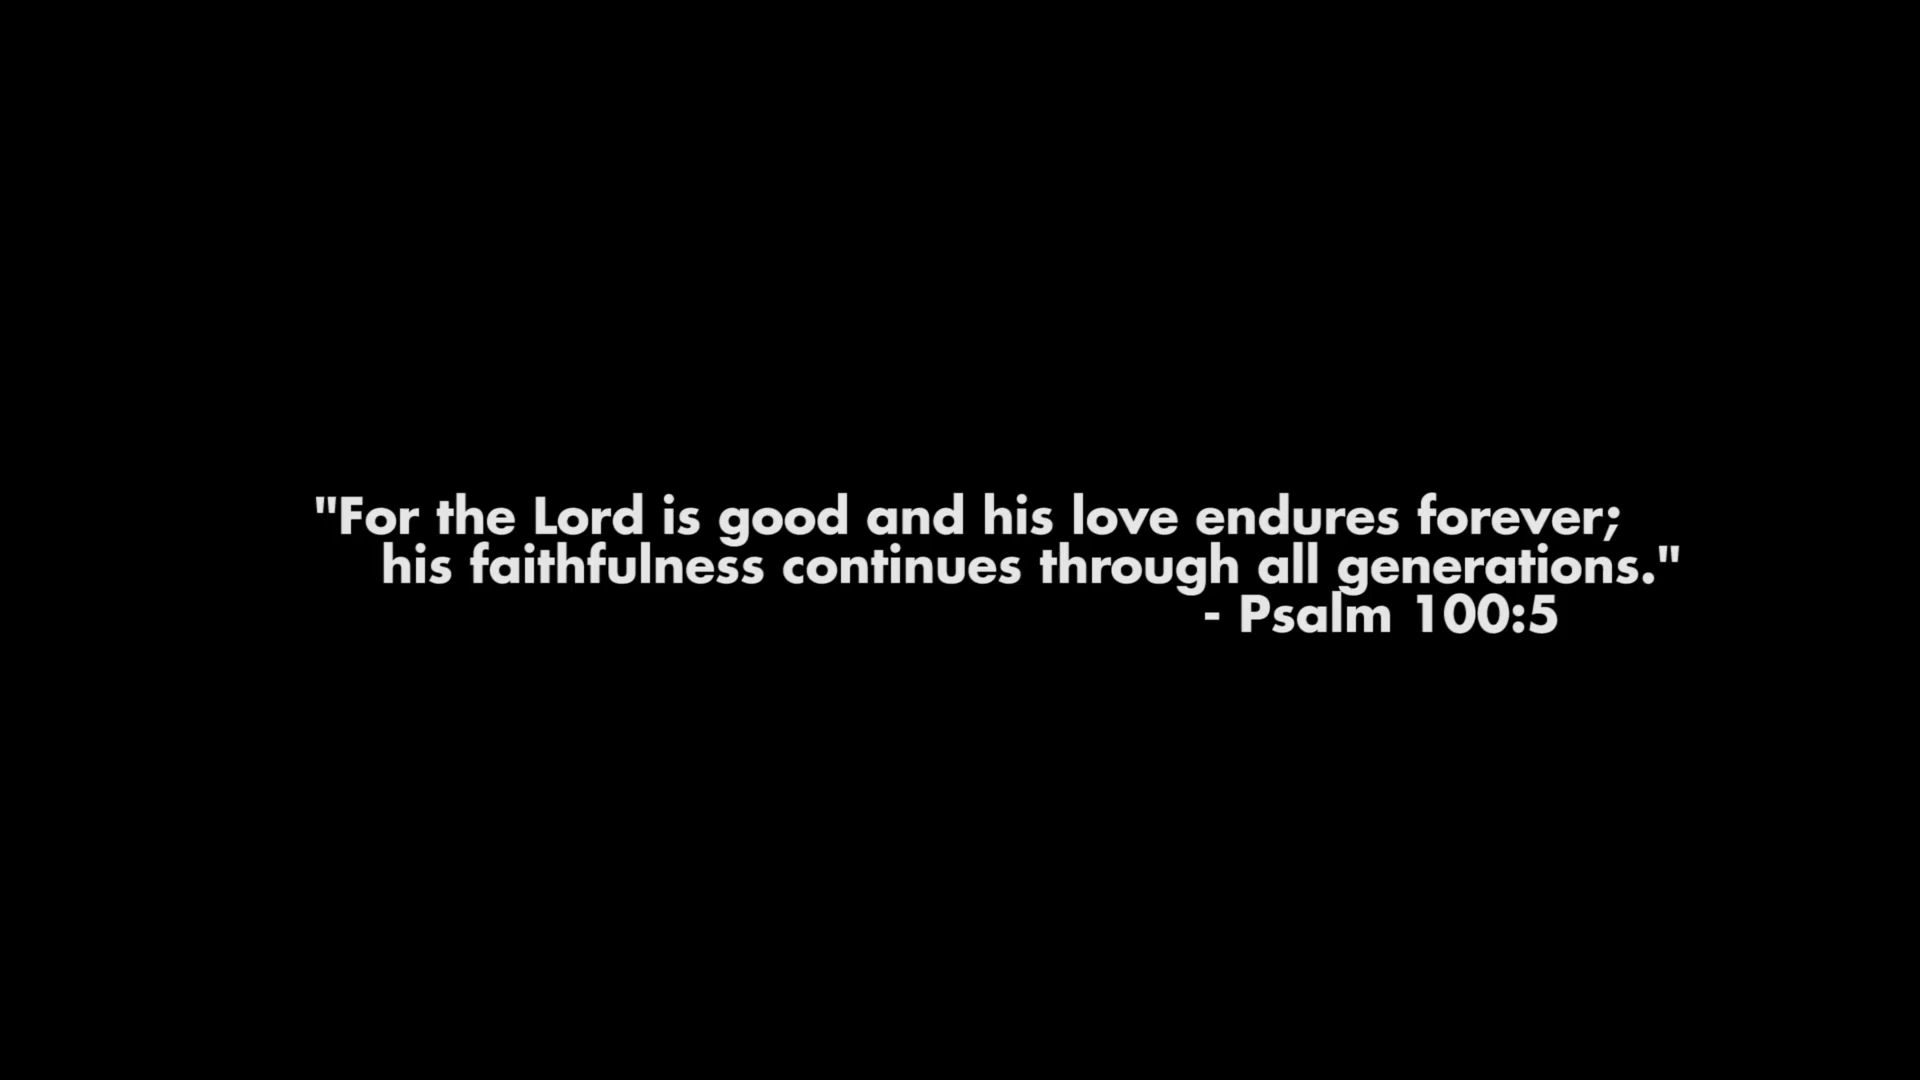 "For the Lord is good and his love endures forever;
his faithfulness continues through all generations."
- Psalm 100:5